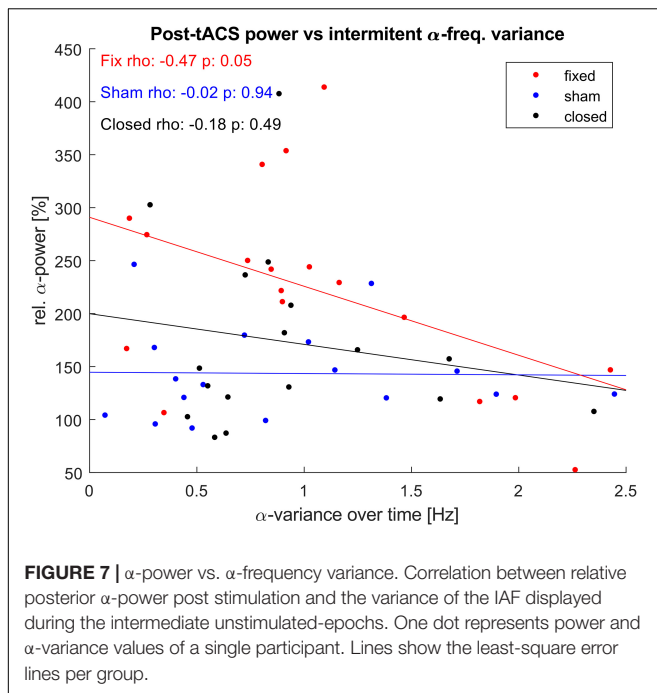 Post-tACS power vs intermitent α-freq. variance
Fix rho: -0.47 p: 0.05
Sham rho: -0.02 p: 0.94
Closed rho: -0.18 p: 0.49
fixed
sham
closed
450
400
350
300
250
200
150
100
50
rel. α-power [%]
0 0.5 1 1.5 2 2.5
α-variance over time [Hz]
FIGURE 7 | α-power vs. α-frequency variance. Correlation between relative
posterior α-power post stimulation and the variance of the IAF displayed
during the intermediate unstimulated-epochs. One dot represents power and
α-variance values of a single participant. Lines show the least-square error
lines per group.